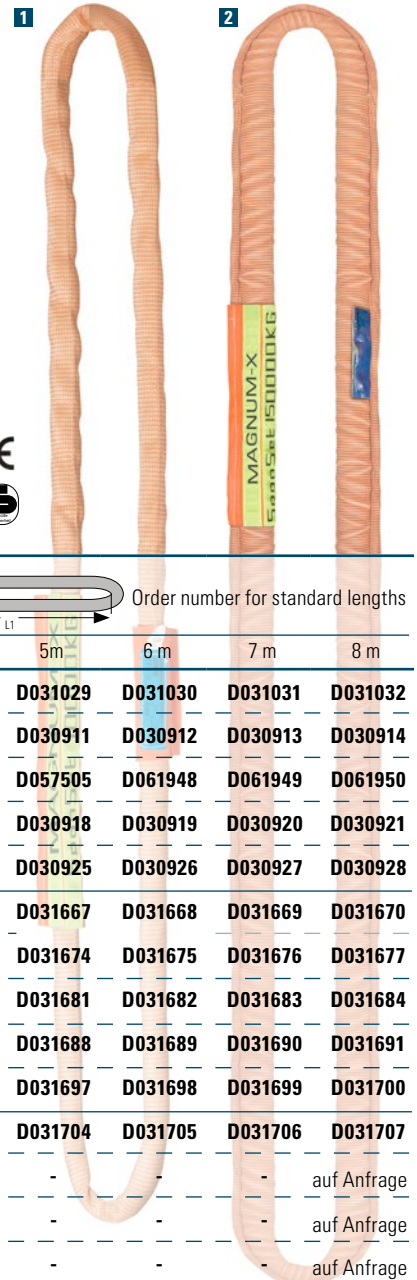 1 2
MAGNUM-X
SpanSet 15000KG
CE
L1
Order number for standard lengths
5m 6 m 7 m 8 m
D031029 D031030 D031031 D031032
D030911 D030912 D030913 D030914
D057505 D061948 D061949 D061950
D030918 D030919 D030920 D030921
D030925 D030926 D030927 D030928
D031667 D031668 D031669 D031670
D031674 D031675 D031676 D031677
D031681 D031682 D031683 D031684
D031688 D031689 D031690 D031691
D031697 D031698 D031699 D031700
D031704 D031705 D031706 D031707
- - - auf Anfrage
- - - auf Anfrage
- - - auf Anfrage